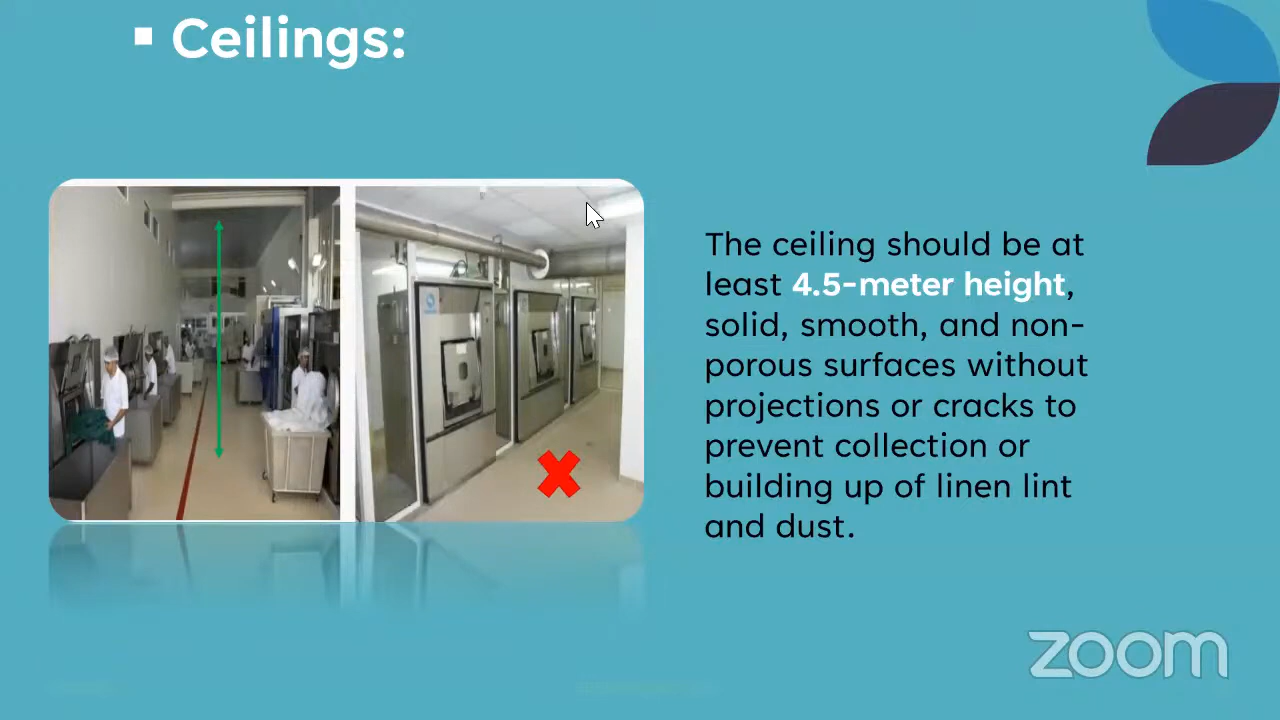 Ceilings:
The ceiling should be at
least 4.5-meter height,
solid, smooth, and non-
porous surfaces without
projections or cracks to
prevent collection or
building up of linen lint
and dust.
zoom